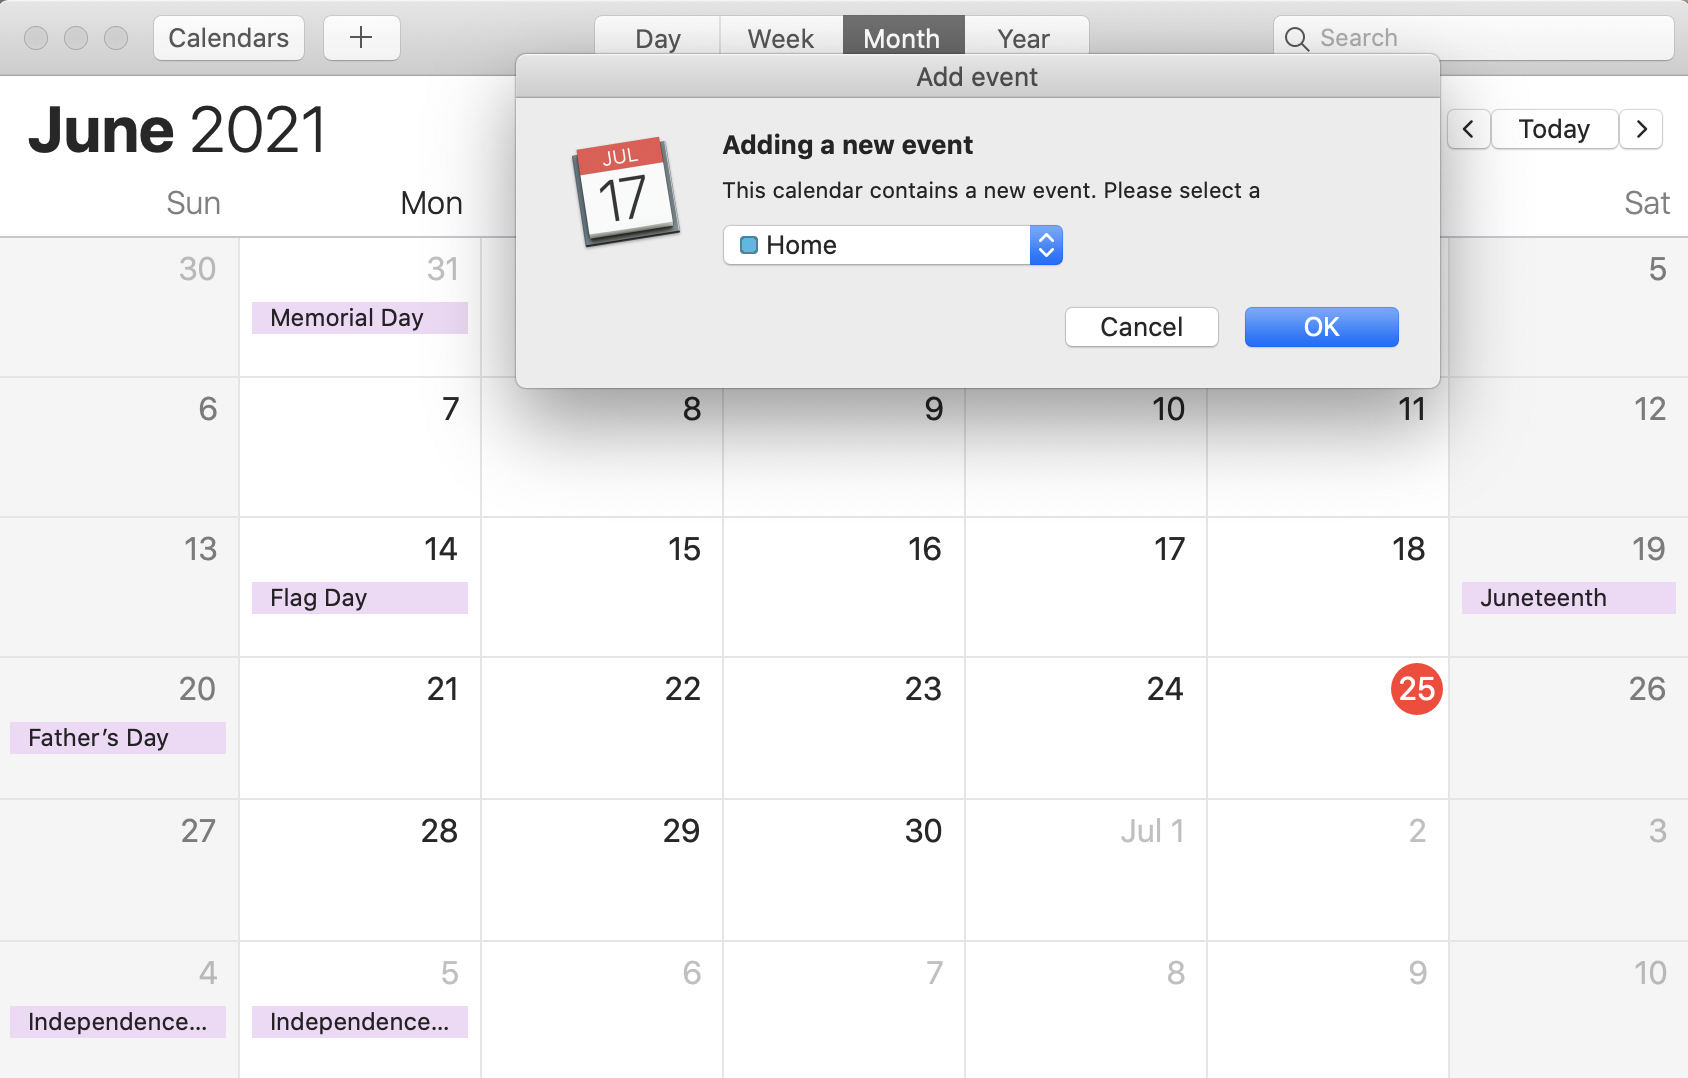 Calendars
Day Week Month Year
Search
Add event
June 2021
Adding a new event
This calendar contains a new event. Please select a
JUL
17
Home
Cancel OK
Today
Sun Mon Sat
30 31 5
Memorial Day
6 7 8 9 10 11 12
13 14 15 16 17 18 19
Flag Day Juneteenth
20 21 22 23 24 25 26
Father’s Day
27 28 29 30 Jul 1 2 3
4 5 6 7 8 9 10
Independence... Independence...